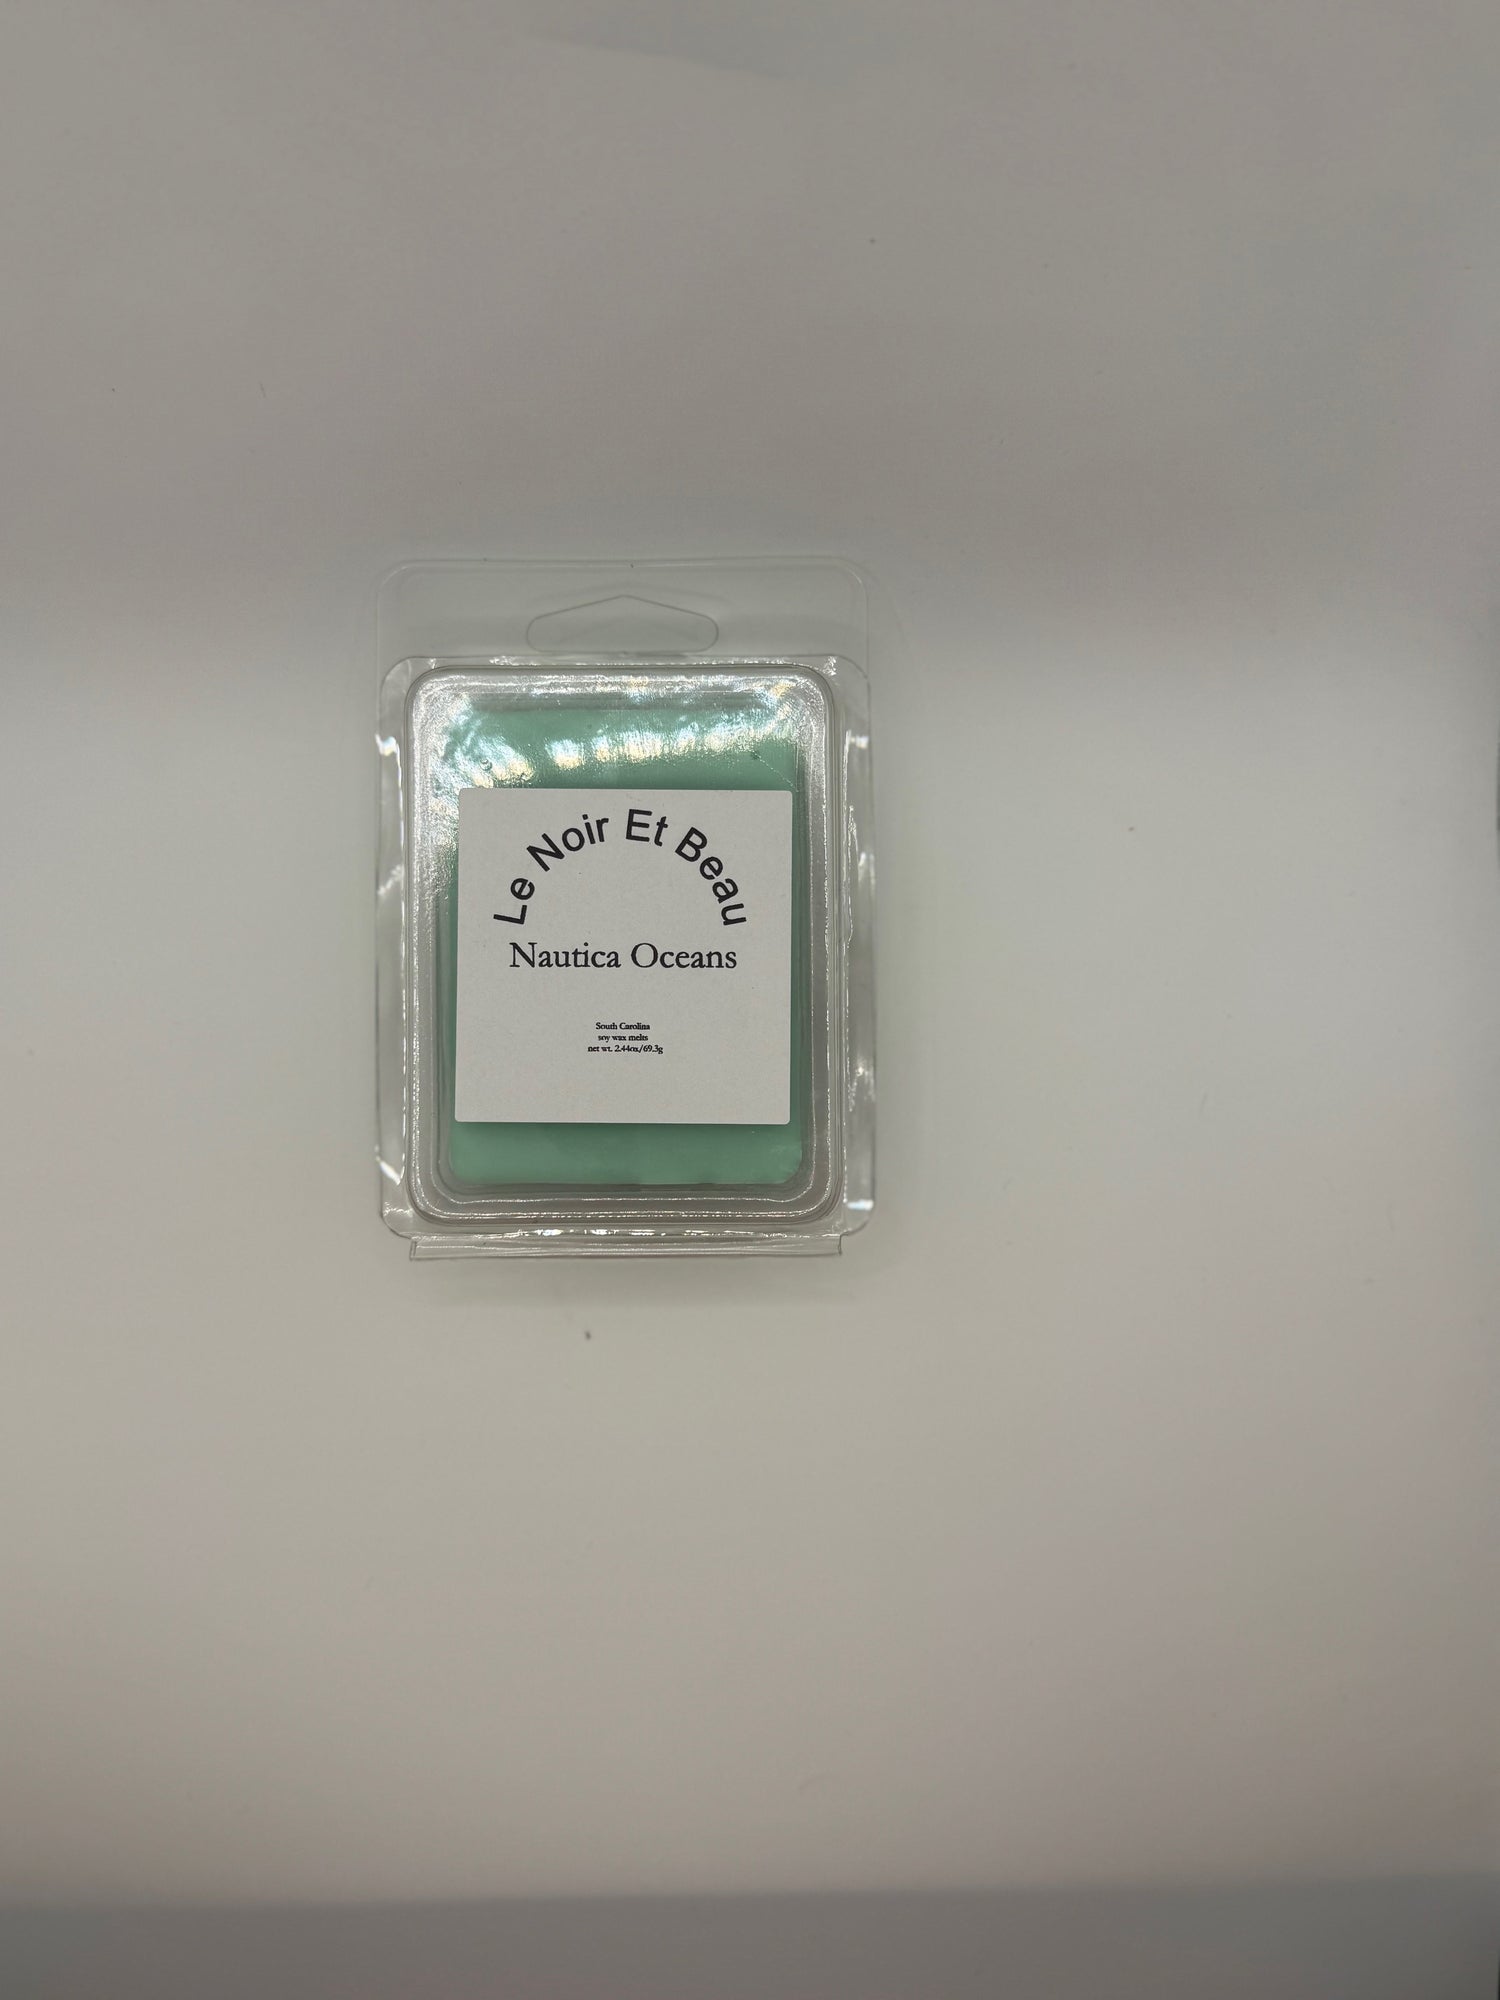 Le Noir Et Beau
Nautica Oceans
South Carolina
soy wax melts
net wt. 2.44oz/69.3g